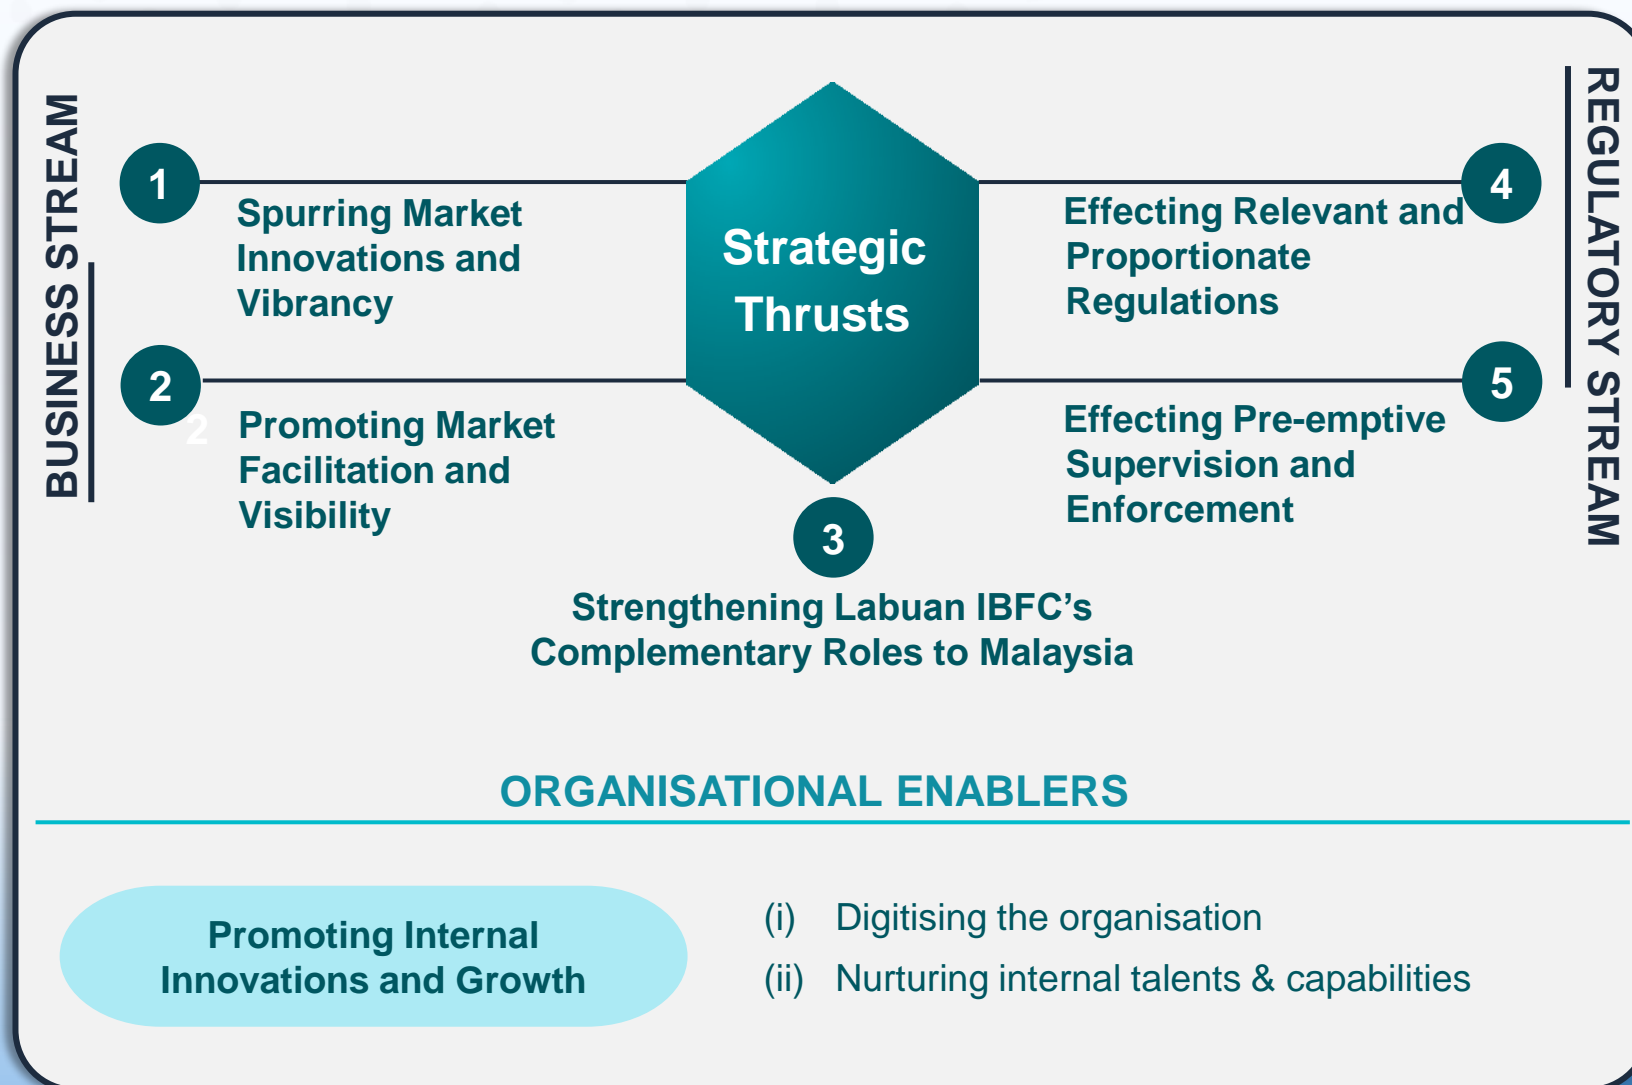 BUSINESS STREAM
1
Spurring Market
Innovations and
Vibrancy
2
2
Promoting Market
Facilitation and
Visibility
Strategic
Thrusts
3
Strengthening Labuan IBFC’s
Complementary Roles to Malaysia
4
Effecting Relevant and
Proportionate
Regulations
5
Effecting Pre-emptive
Supervision and
Enforcement
REGULATORY STREAM
ORGANISATIONAL ENABLERS
Promoting Internal
Innovations and Growth
(i) Digitising the organisation
(ii) Nurturing internal talents & capabilities